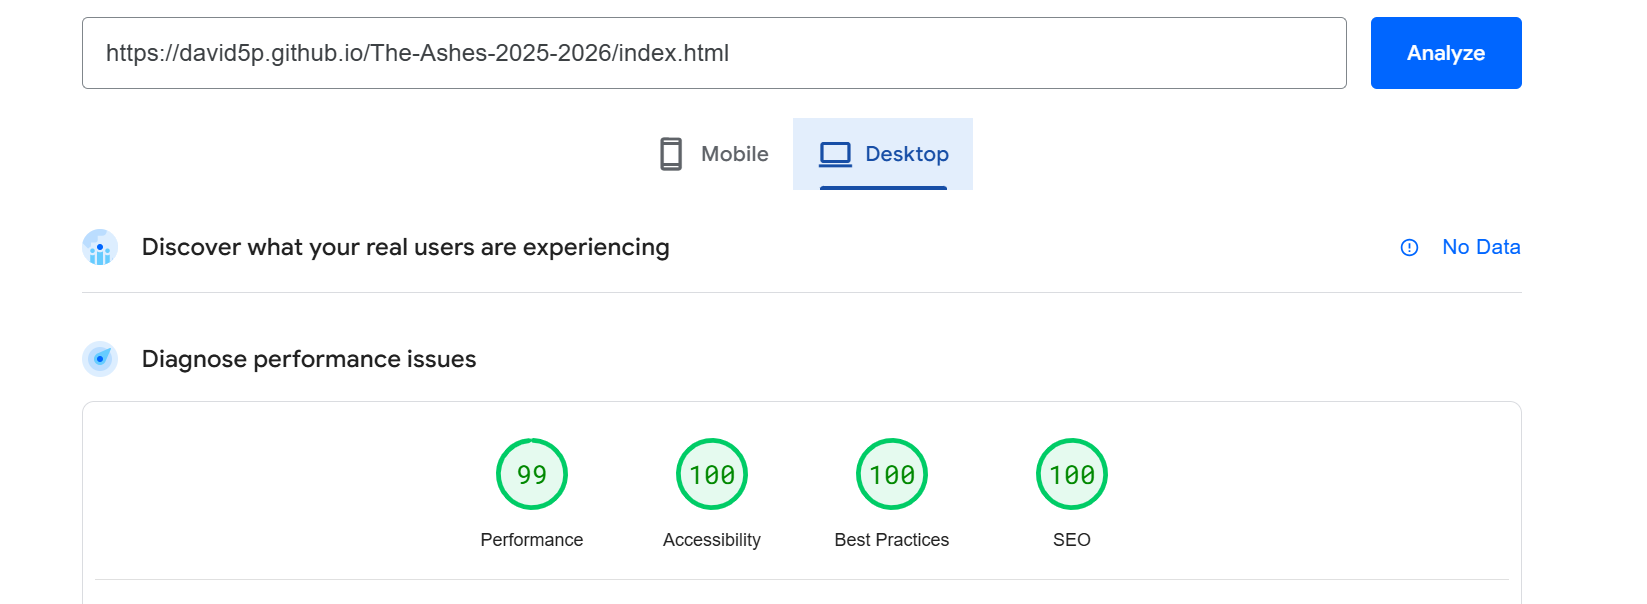 https://david5p.github.io/The-Ashes-2025-2026/index.html
Analyze
Mobile
Desktop
Discover what your real users are experiencing
No Data
Diagnose performance issues
99
100
100
100
Performance
Accessibility
Best Practices
SEO